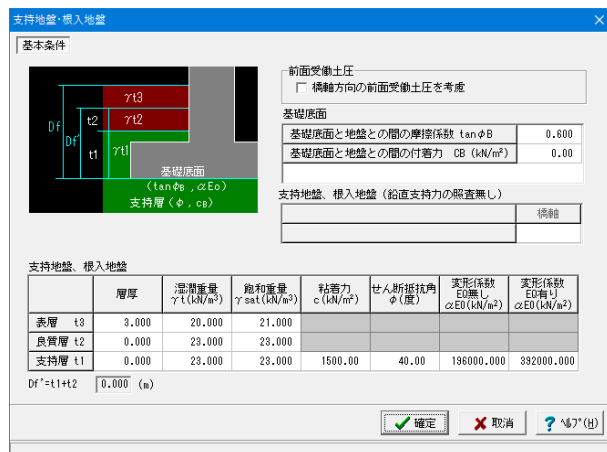 支持地盤･根入地盤
基本条件
γt3
γt2
γt1
Df
Df´
t2
t1
基礎底面
(tanφB , αEo)
支持層(φ , cB)
前面受働土圧
橋軸方向の前面受働土圧を考慮
基礎底面
基礎底面と地盤との間の摩擦係数 tanφB 0.600
基礎底面と地盤との間の付着力 CB (kN/m²) 0.00
支持地盤、根入地盤(鉛直支持力の照査無し)
橋軸
支持地盤、根入地盤
層厚 湿潤重量 γt(kN/m³) 飽和重量 γsat(kN/m³) 粘着力 c(kN/m²) せん断抵抗角 φ(度) 変形係数 E0無し αE0(kN/m²) 変形係数 E0有り αE0(kN/m²)
表層 t3 3.000 20.000 21.000
良質層 t2 0.000 23.000 23.000
支持層 t1 0.000 23.000 23.000 1500.00 40.00 196000.000 392000.000
Df´=t1+t2 0.000 (m)
確定 取消 ? ﾍﾙﾌﾟ(H)